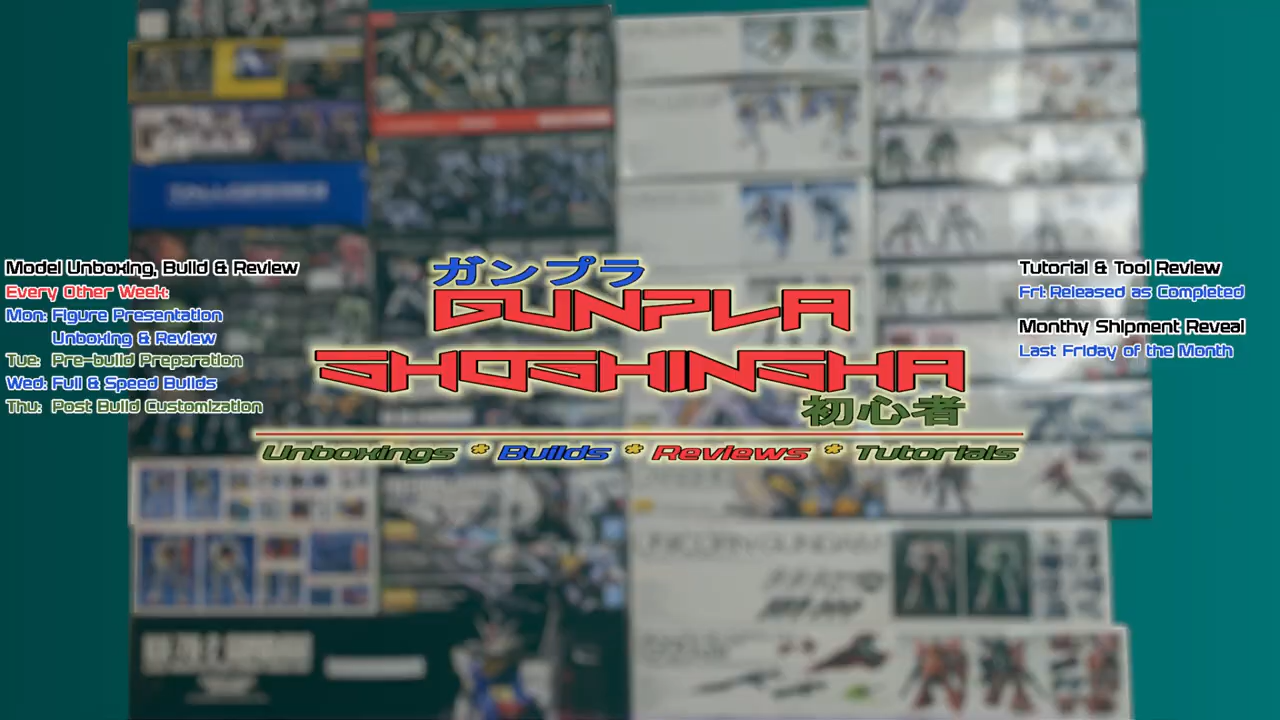 Model Unboxing, Build & Review
Every Other Week:
Mon: Figure Presentation
Unboxing & Review
Tue: Pre-build Preparation
Wed: Full & Speed Builds
Thu: Post Build Customization
ガンプラ
GUNPLA
SHOSHINSHA
初心者
Unboxings * Builds * Reviews * Tutorials
Tutorial & Tool Review
Fri: Released as Completed
Monthy Shipment Reveal
Last Friday of the Month
UNICORN GUNDAM